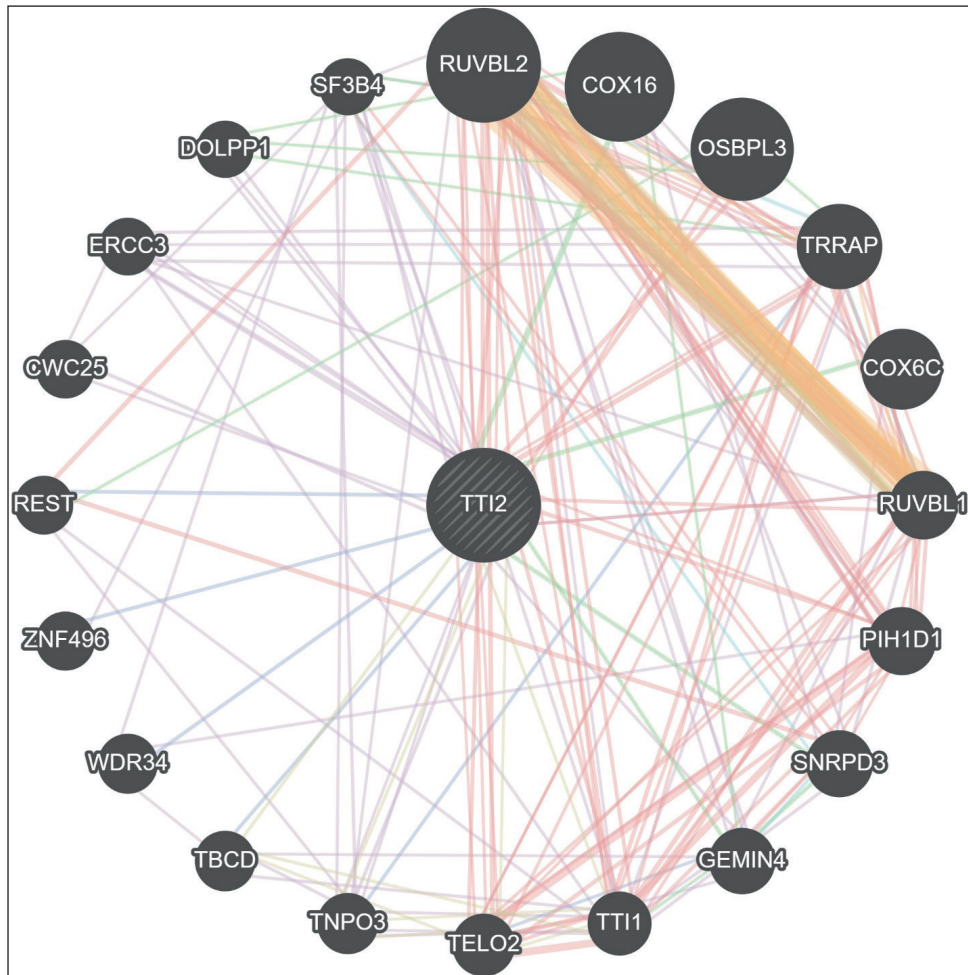 RUVBL2
COX16
SF3B4
OSBPL3
DOLPP1
ERCC3
TRRAP
CWC25
COX6C
REST
TTI2
RUVBL1
ZNF496
PIH1D1
WDR34
SNRPD3
TBCD
GEMIN4
TNPO3
TELO2
TTI1